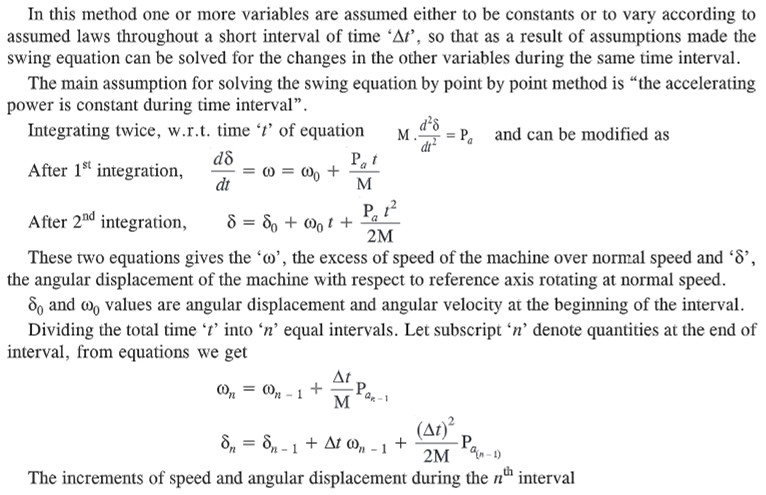 In this method one or more variables are assumed either to be constants or to vary according to
assumed laws throughout a short interval of time ‘Δt’, so that as a result of assumptions made the
swing equation can be solved for the changes in the other variables during the same time interval.
The main assumption for solving the swing equation by point by point method is “the accelerating
power is constant during time interval”.
Integrating twice, w.r.t. time ‘t’ of equation M . d²δ/dt² = Pₐ and can be modified as
After 1st integration, dδ/dt = ω = ω₀ + Pₐ t/M
After 2nd integration, δ = δ₀ + ω₀ t + Pₐ t²/2M
These two equations gives the ‘ω’, the excess of speed of the machine over normal speed and ‘δ’,
the angular displacement of the machine with respect to reference axis rotating at normal speed.
δ₀ and ω₀ values are angular displacement and angular velocity at the beginning of the interval.
Dividing the total time ‘t’ into ‘n’ equal intervals. Let subscript ‘n’ denote quantities at the end of
interval, from equations we get
ω_n = ω_{n – 1} + Δt/M P_{a_{n – 1}}
δ_n = δ_{n – 1} + Δt ω_{n – 1} + (Δt)²/2M P_{a_{(n – 1)}}
The increments of speed and angular displacement during the nth interval